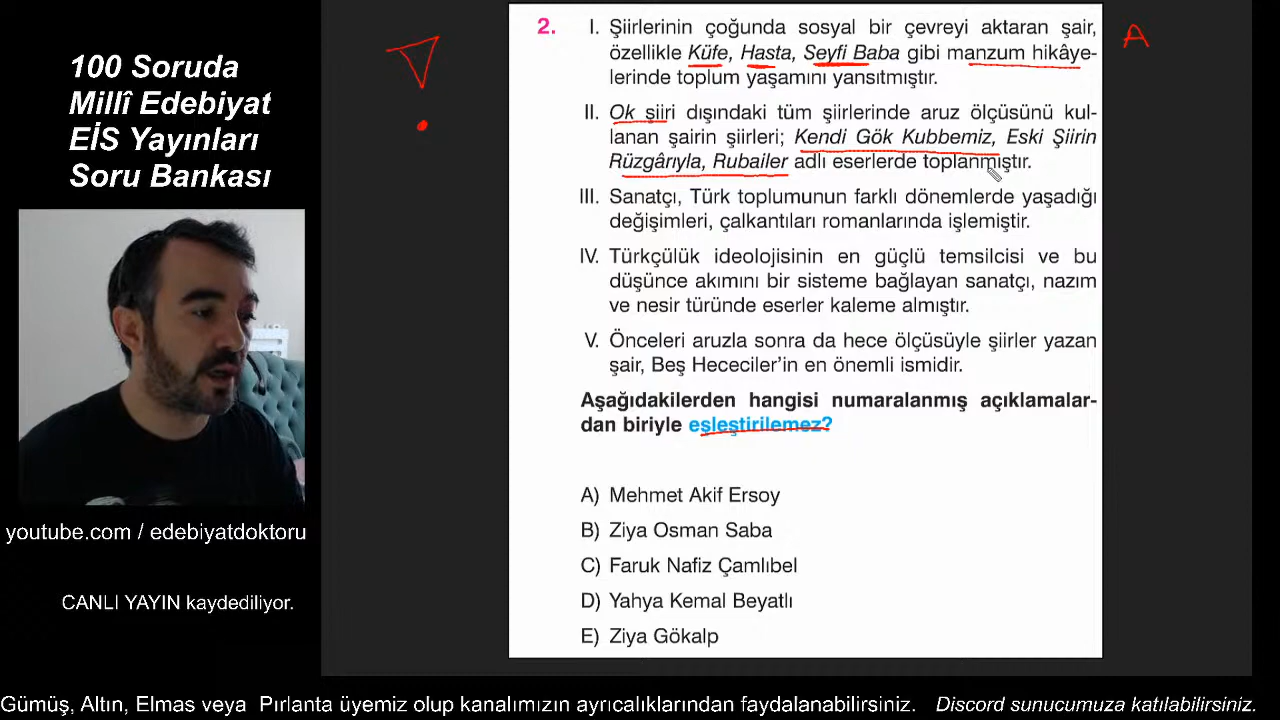 100 Soruda
Millî Edebiyat
EİS Yayınları
Soru Bankası
youtube.com / edebiyatdoktoru
CANLI YAYIN kaydediliyor.
2. I. Şiirlerinin çoğunda sosyal bir çevreyi aktaran şair,
özellikle Küfe, Hasta, Seyfi Baba gibi manzum hikâye-
lerinde toplum yaşamını yansıtmıştır.
II. Ok şiiri dışındaki tüm şiirlerinde aruz ölçüsünü kul-
lanan şairin şiirleri; Kendi Gök Kubbemiz, Eski Şiirin
Rüzgârıyla, Rubailer adlı eserlerde toplanmıştır.
III. Sanatçı, Türk toplumunun farklı dönemlerde yaşadığı
değişimleri, çalkantıları romanlarında işlemiştir.
IV. Türkçülük ideolojisinin en güçlü temsilcisi ve bu
düşünce akımını bir sisteme bağlayan sanatçı, nazım
ve nesir türünde eserler kaleme almıştır.
V. Önceleri aruzla sonra da hece ölçüsüyle şiirler yazan
şair, Beş Hececiler'in en önemli ismidir.
Aşağıdakilerden hangisi numaralanmış açıklamalar-
dan biriyle eşleştirilemez?
A) Mehmet Akif Ersoy
B) Ziya Osman Saba
C) Faruk Nafiz Çamlıbel
D) Yahya Kemal Beyatlı
E) Ziya Gökalp
A
Gümüş, Altın, Elmas veya Pırlanta üyemiz olup kanalımızın ayrıcalıklarından faydalanabilirsiniz. Discord sunucumuza katılabilirsiniz.